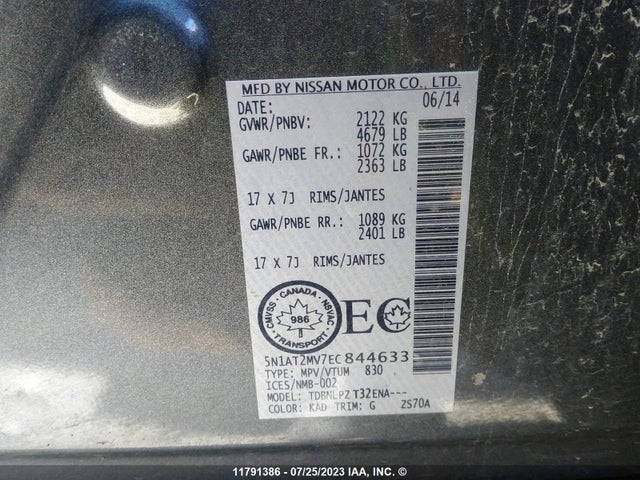 MFD BY NISSAN MOTOR CO., LTD.
DATE: 06/14
GVWR/PNBV: 2122 KG
4679 LB
GAWR/PNBE FR.: 1072 KG
2363 LB
17 X 7J RIMS/JANTES
GAWR/PNBE RR.: 1089 KG
2401 LB
17 X 7J RIMS/JANTES
CANADA
CMVSS 986 NSVAC
EC
5N1AT2MV7EC844633
TYPE: MPV/VTUM 830
ICES/NMB-002
MODEL: TDBNLPZ T32ENA---
COLOR: KAD TRIM: G ZS70A
11791386 - 07/25/2023 IAA, INC. ©